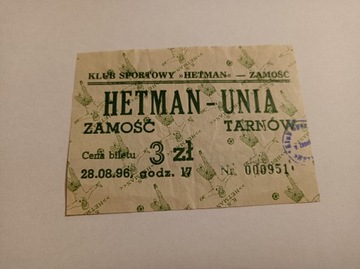 KLUB SPORTOWY »HETMAN« — ZAMOŚĆ
HETMAN – UNIA
ZAMOŚĆ TARNÓW
Cena biletu 3 zł
28.08.96, godz. 17 Nr 000951